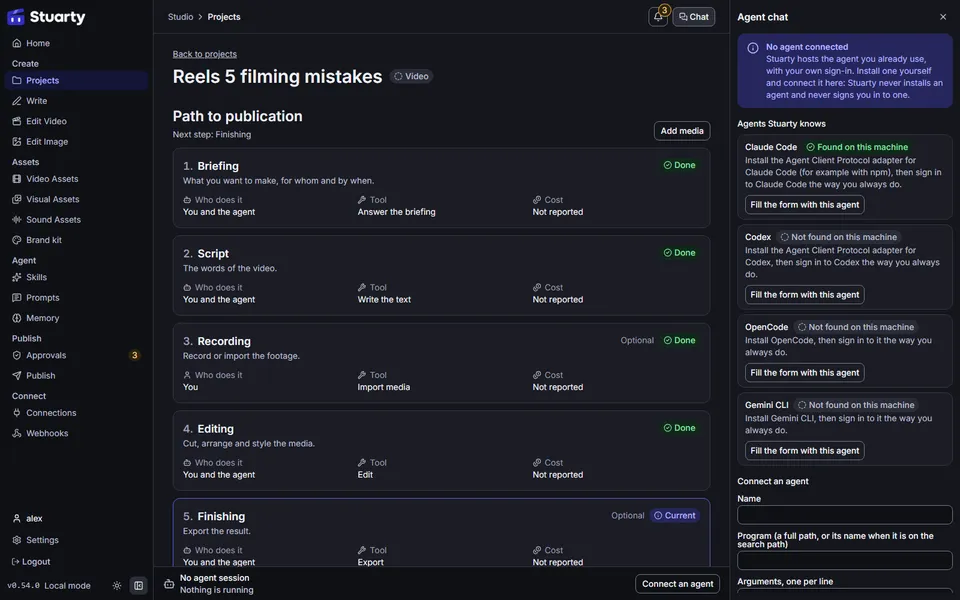 Stuarty
Home
Create
Projects
Write
Edit Video
Edit Image
Assets
Video Assets
Visual Assets
Sound Assets
Brand kit
Agent
Skills
Prompts
Memory
Publish
Approvals 3
Publish
Connect
Connections
Webhooks
alex
Settings
Logout
v0.54.0 Local mode
Studio > Projects
3
Chat
Back to projects
Reels 5 filming mistakes Video
Path to publication
Next step: Finishing
Add media
1. Briefing Done
What you want to make, for whom and by when.
Who does it Tool Cost
You and the agent Answer the briefing Not reported
2. Script Done
The words of the video.
Who does it Tool Cost
You and the agent Write the text Not reported
3. Recording Optional Done
Record or import the footage.
Who does it Tool Cost
You Import media Not reported
4. Editing Done
Cut, arrange and style the media.
Who does it Tool Cost
You and the agent Edit Not reported
5. Finishing Optional Current
Export the result.
Who does it Tool Cost
You and the agent Export Not reported
No agent session
Nothing is running
Connect an agent
Agent chat
No agent connected
Stuarty hosts the agent you already use,
with your own sign-in. Install one yourself
and connect it here: Stuarty never installs an
agent and never signs you in to one.
Agents Stuarty knows
Claude Code Found on this machine
Install the Agent Client Protocol adapter for
Claude Code (for example with npm), then sign in
to Claude Code the way you always do.
Fill the form with this agent
Codex Not found on this machine
Install the Agent Client Protocol adapter for
Codex, then sign in to Codex the way you always
do.
Fill the form with this agent
OpenCode Not found on this machine
Install OpenCode, then sign in to it the way you
always do.
Fill the form with this agent
Gemini CLI Not found on this machine
Install Gemini CLI, then sign in to it the way you
always do.
Fill the form with this agent
Connect an agent
Name
Program (a full path, or its name when it is on the
search path)
Arguments, one per line